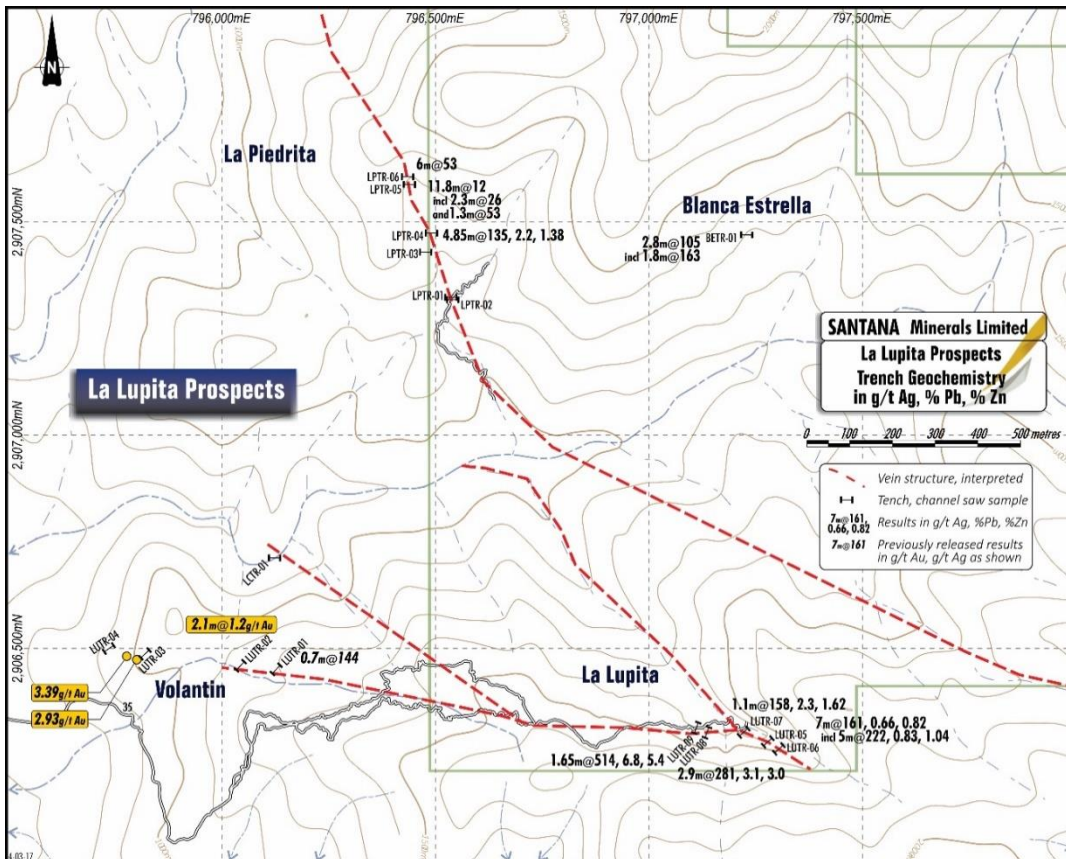 796,000mE
796,500mE
797,000mE
797,500mE
N
La Piedrita
6m@53
LPTR-06
LPTR-05
11.8m@12
incl 2.3m@26
and1.3m@53
2,907,500mN
LPTR-04
4.85m@135, 2.2, 1.38
LPTR-03
Blanca Estrella
BETR-01
2.8m@105
incl 1.8m@163
LPTR-01
LPTR-02
SANTANA Minerals Limited
La Lupita Prospects
Trench Geochemistry
in g/t Ag, % Pb, % Zn
La Lupita Prospects
2,907,000mN
0 100 200 300 400 500 metres
Vein structure, interpreted
Tench, channel saw sample
7m@161,
0.66, 0.82
Results in g/t Ag, %Pb, %Zn
7m@161
Previously released results
in g/t Au, g/t Ag as shown
LCTR-01
2.1m@1.2g/t Au
2,906,500mN
LUTR-04
LUTR-03
LUTR-02
LUTR-01
0.7m@144
3.39g/t Au
2.93g/t Au
35
Volantin
La Lupita
1.1m@158, 2.3, 1.62
LUTR-07
7m@161, 0.66, 0.82
incl 5m@222, 0.83, 1.04
LUTR-05
LUTR-06
LUTR-09
LUTR-08
1.65m@514, 6.8, 5.4
2.9m@281, 3.1, 3.0